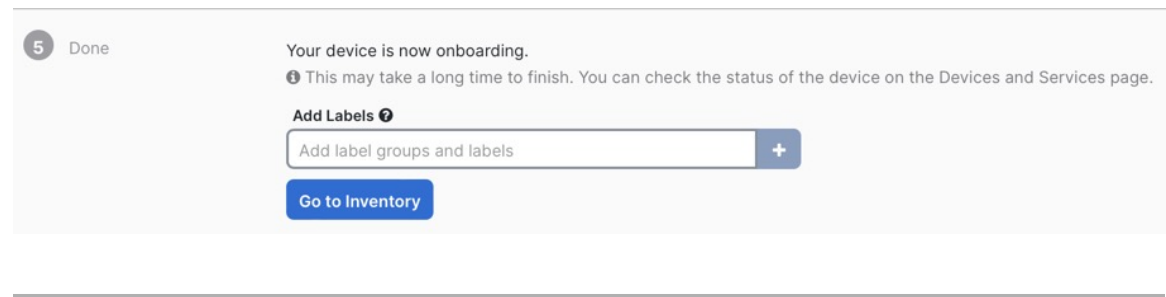 5 Done
Your device is now onboarding.
This may take a long time to finish. You can check the status of the device on the Devices and Services page.
Add Labels
Add label groups and labels
+
Go to Inventory